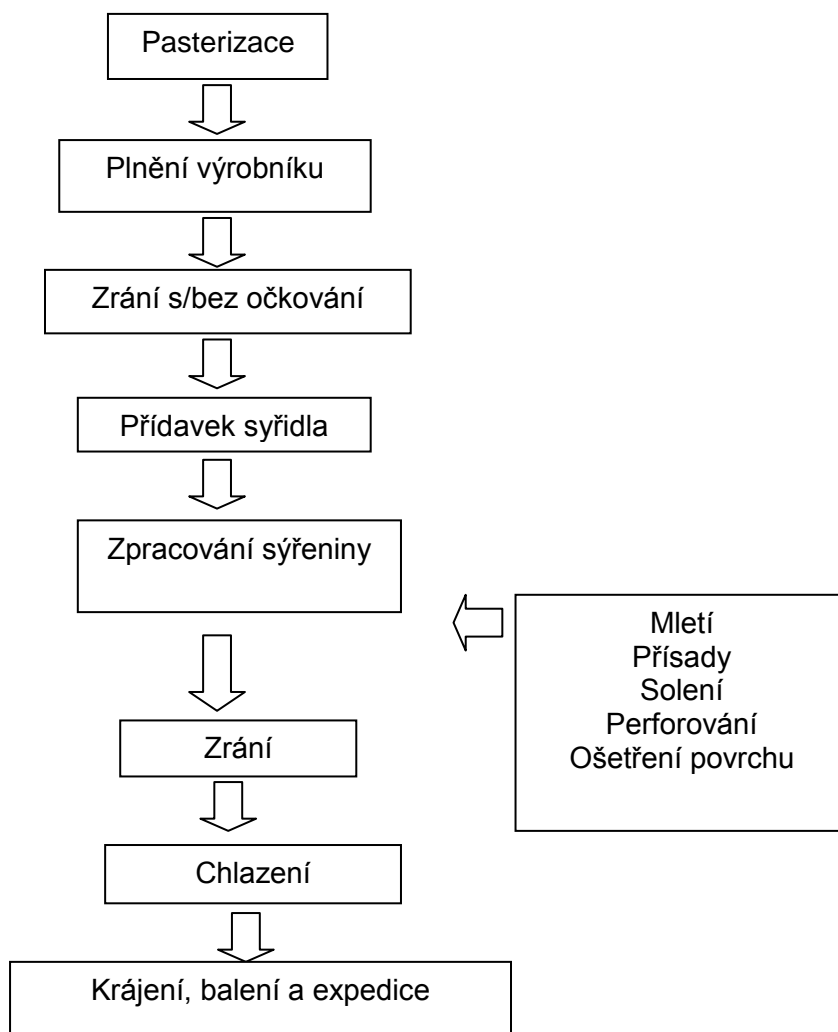 Pasterizace
Plnění výrobníku
Zrání s/bez očkování
Přídavek syřidla
Zpracování sýřeniny
Mletí
Přísady
Solení
Perforování
Ošetření povrchu
Zrání
Chlazení
Krájení, balení a expedice